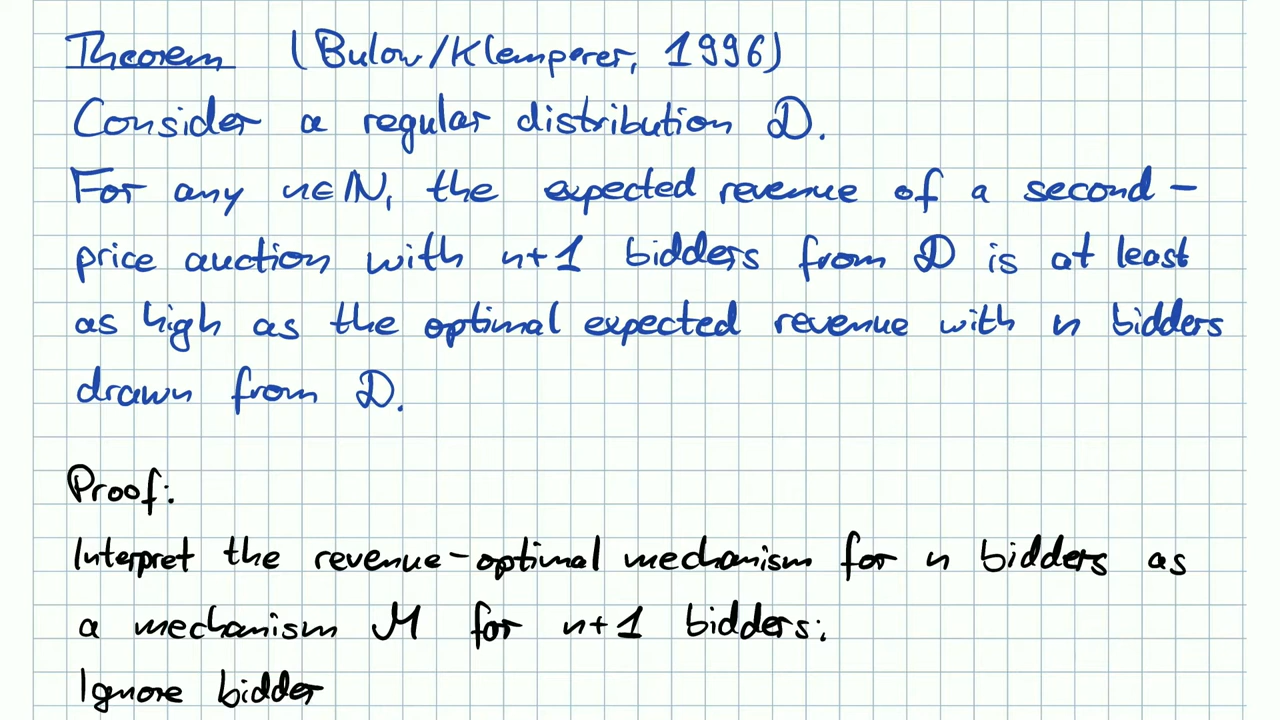 Theorem (Bulow/Klemperer, 1996)
Consider a regular distribution D.
For any n∈ℕ, the expected revenue of a second-
price auction with n+1 bidders from D is at least
as high as the optimal expected revenue with n bidders
drawn from D.
Proof:
Interpret the revenue-optimal mechanism for n bidders as
a mechanism M for n+1 bidders:
Ignore bidder